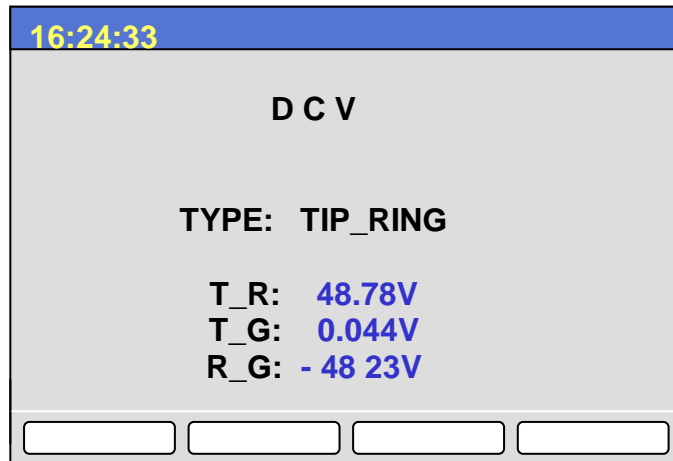 16:24:33
D C V
TYPE: TIP_RING
T_R: 48.78V
T_G: 0.044V
R_G: - 48 23V